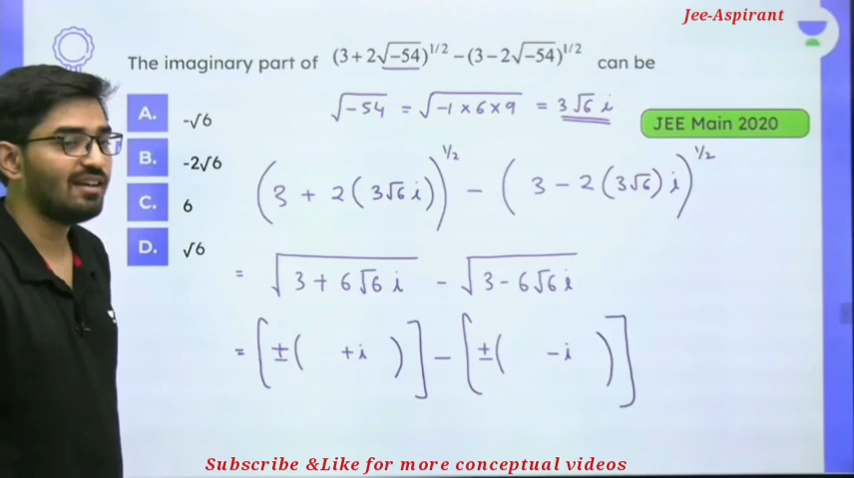 Jee-Aspirant
The imaginary part of (3+2√-54)^1/2 – (3–2√-54)^1/2 can be
A. -√6
B. -2√6
C. 6
D. √6
JEE Main 2020
√-54 = √-1 × 6 × 9 = 3√6 i
(3 + 2(3√6 i))^1/2 – (3 – 2(3√6) i)^1/2
= √3 + 6√6 i - √3 - 6√6 i
= [±( +i )] – [±( –i )]
Subscribe &Like for more conceptual videos